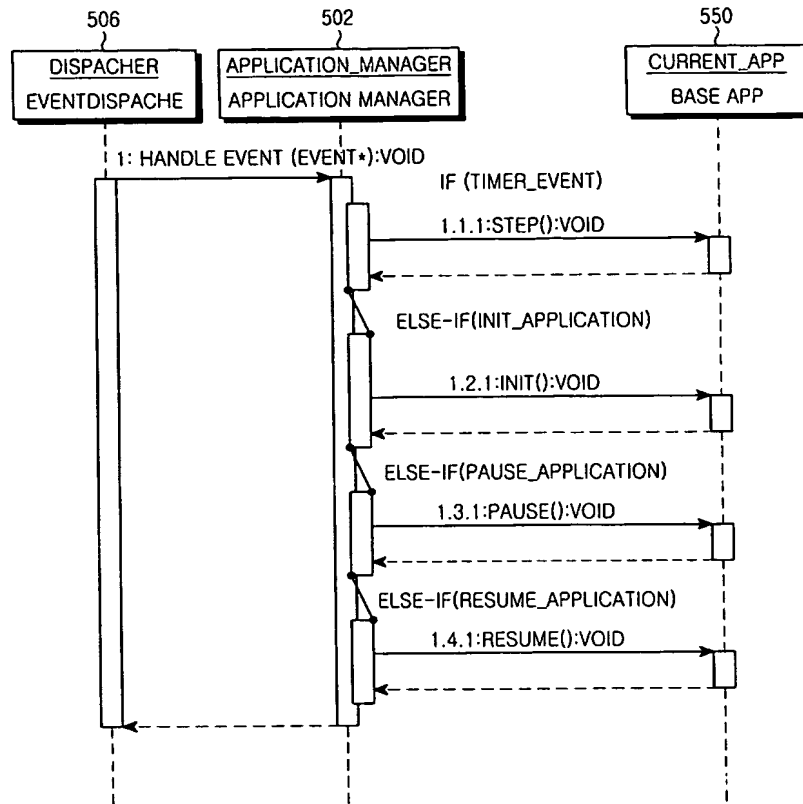 506
502
550
DISPACHER
EVENTDISPACHE
APPLICATION_MANAGER
APPLICATION MANAGER
CURRENT_APP
BASE APP
1: HANDLE EVENT (EVENT*):VOID
IF (TIMER_EVENT)
1.1.1:STEP():VOID
ELSE-IF(INIT_APPLICATION)
1.2.1:INIT():VOID
ELSE-IF(PAUSE_APPLICATION)
1.3.1:PAUSE():VOID
ELSE-IF(RESUME_APPLICATION)
1.4.1:RESUME():VOID